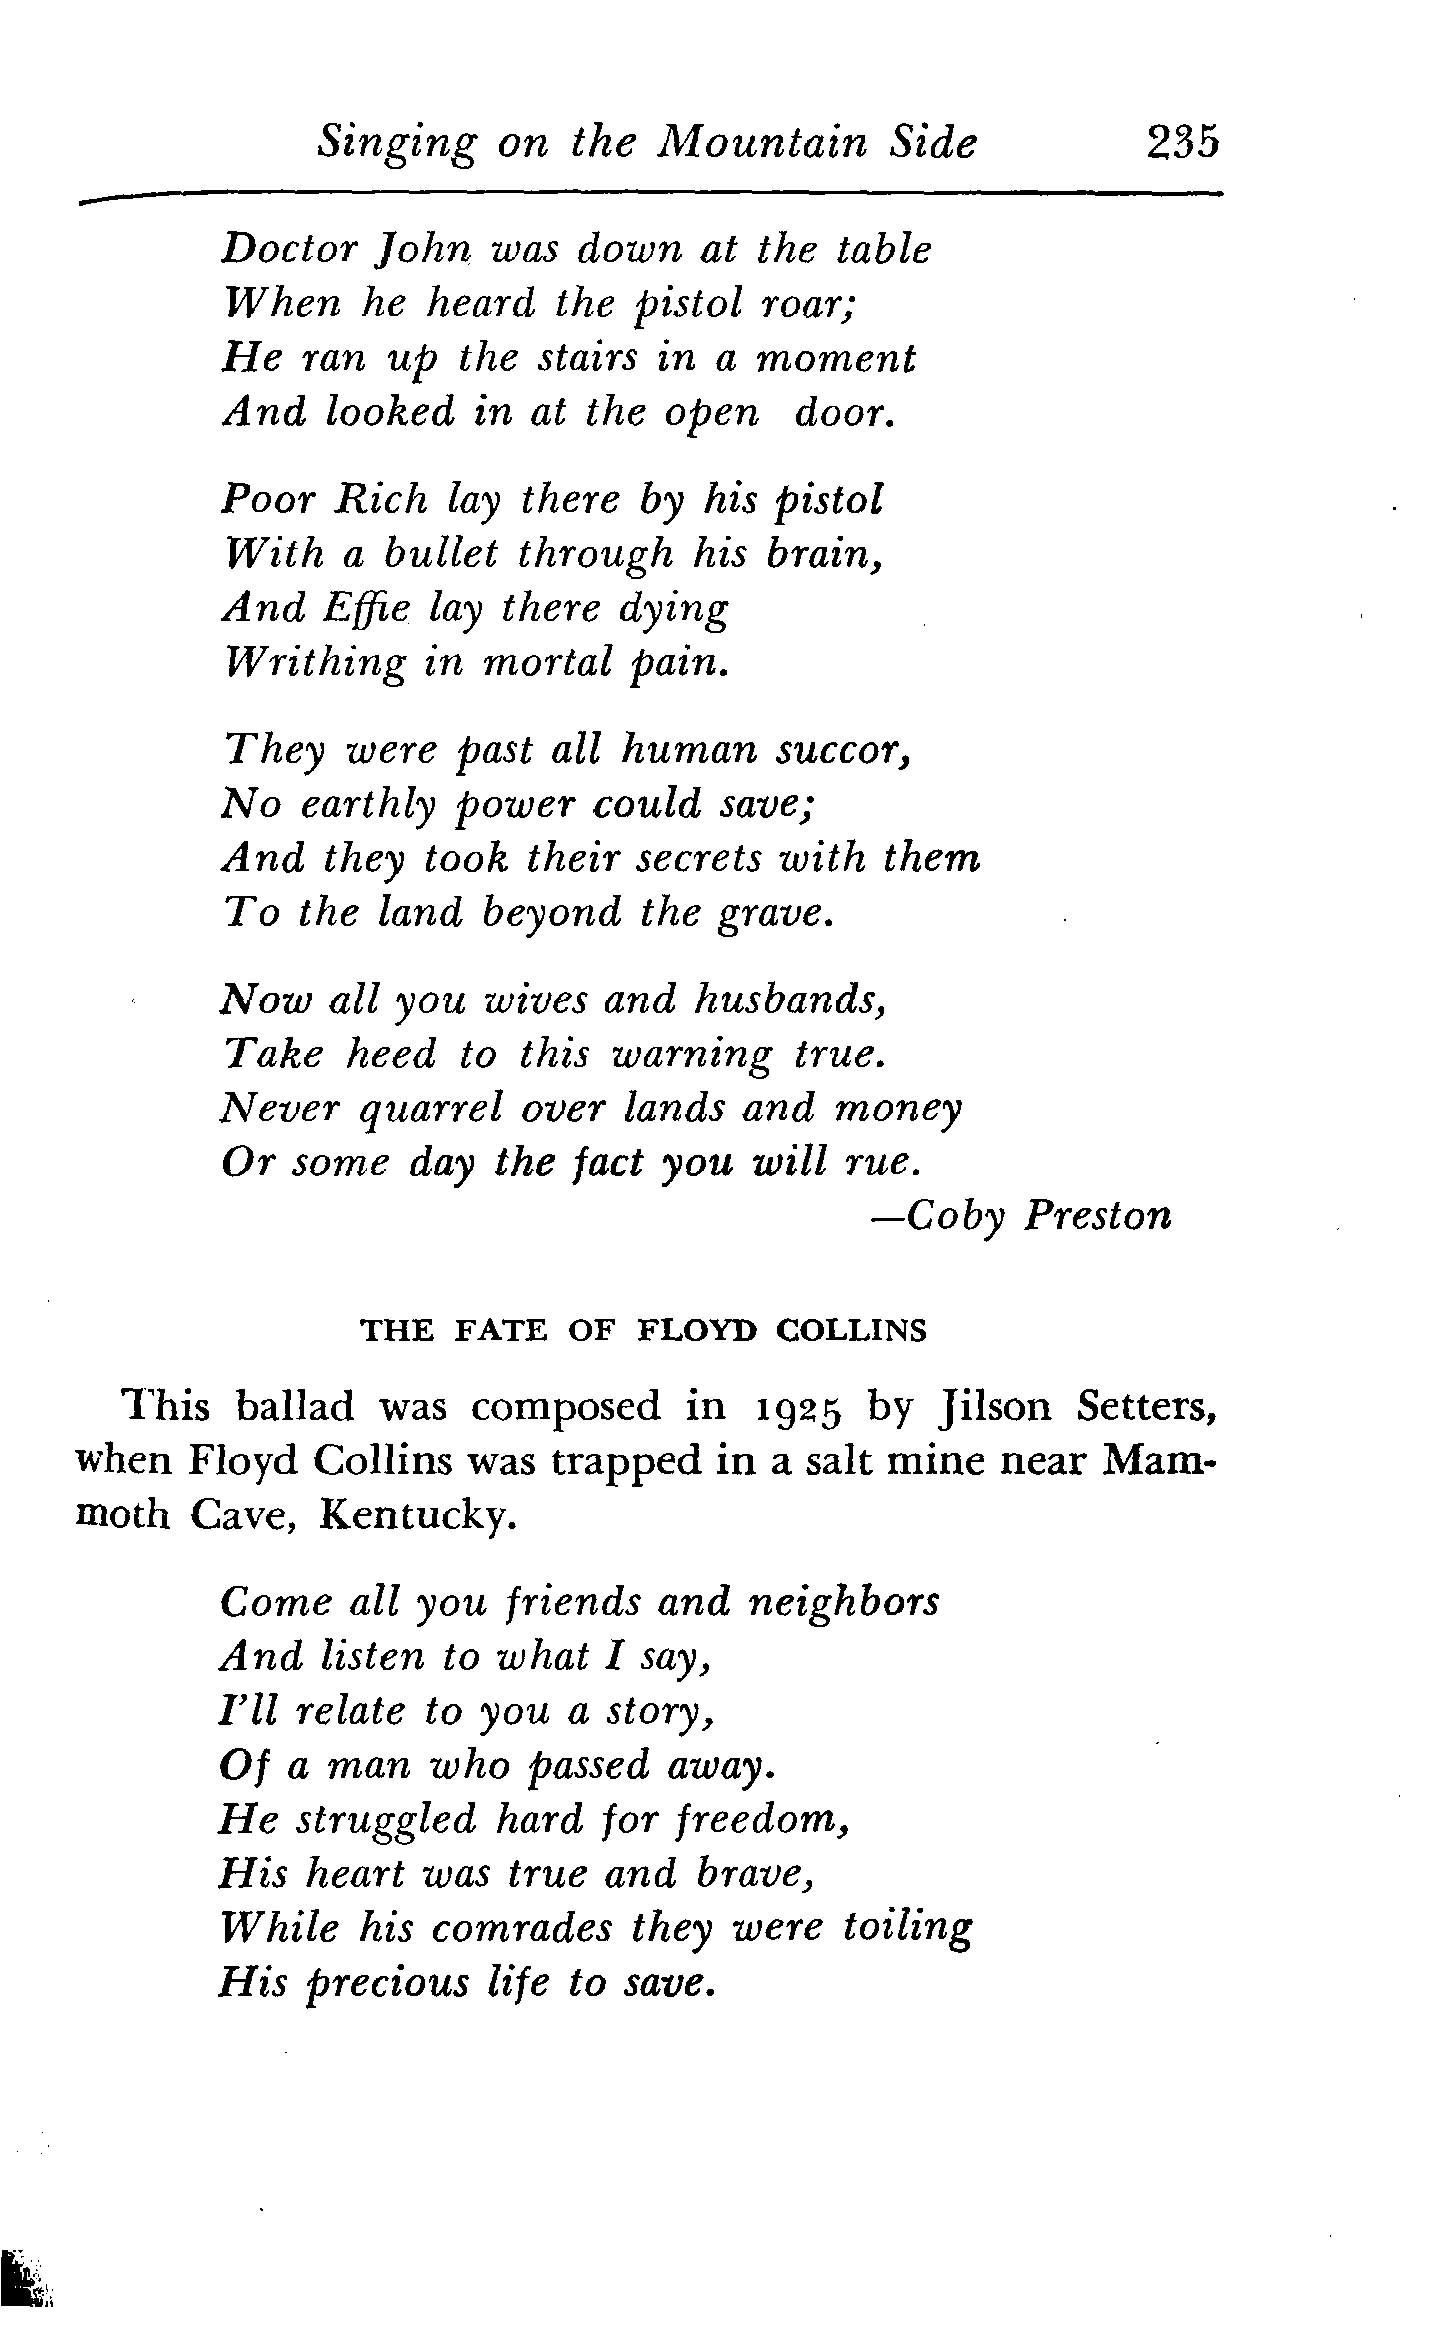 Singing on the Mountain Side 235
Doctor John was down at the table
When he heard the pistol roar;
He ran up the stairs in a moment
And looked in at the open door.
Poor Rich lay there by his pistol
With a bullet through his brain,
And Effie lay there dying
Writhing in mortal pain.
They were past all human succor,
No earthly power could save;
And they took their secrets with them
To the land beyond the grave.
Now all you wives and husbands,
Take heed to this warning true.
Never quarrel over lands and money
Or some day the fact you will rue.
—Coby Preston
THE FATE OF FLOYD COLLINS
This ballad was composed in 1925 by Jilson Setters,
when Floyd Collins was trapped in a salt mine near Mam-
moth Cave, Kentucky.
Come all you friends and neighbors
And listen to what I say,
I'll relate to you a story,
Of a man who passed away.
He struggled hard for freedom,
His heart was true and brave,
While his comrades they were toiling
His precious life to save.